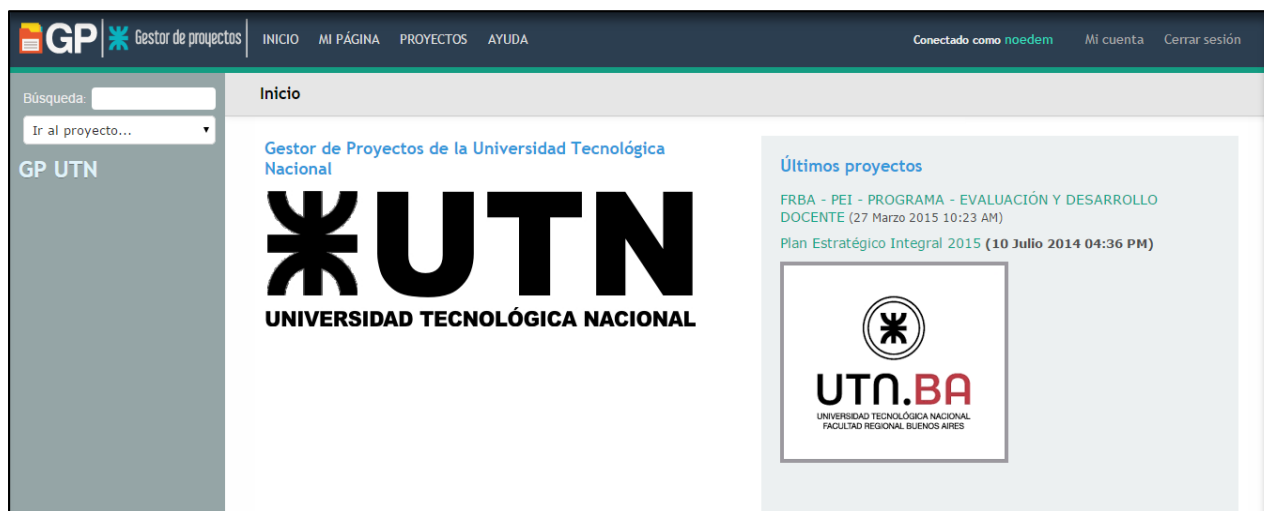 GP Gestor de proyectos INICIO MI PÁGINA PROYECTOS AYUDA Conectado como noedem Mi cuenta Cerrar sesión
Búsqueda:
Ir al proyecto...
GP UTN
Inicio
Gestor de Proyectos de la Universidad Tecnológica
Nacional
UTN
UNIVERSIDAD TECNOLÓGICA NACIONAL
Últimos proyectos
FRBA - PEI - PROGRAMA - EVALUACIÓN Y DESARROLLO
DOCENTE (27 Marzo 2015 10:23 AM)
Plan Estratégico Integral 2015 (10 Julio 2014 04:36 PM)
UTN.BA
UNIVERSIDAD TECNOLÓGICA NACIONAL
FACULTAD REGIONAL BUENOS AIRES